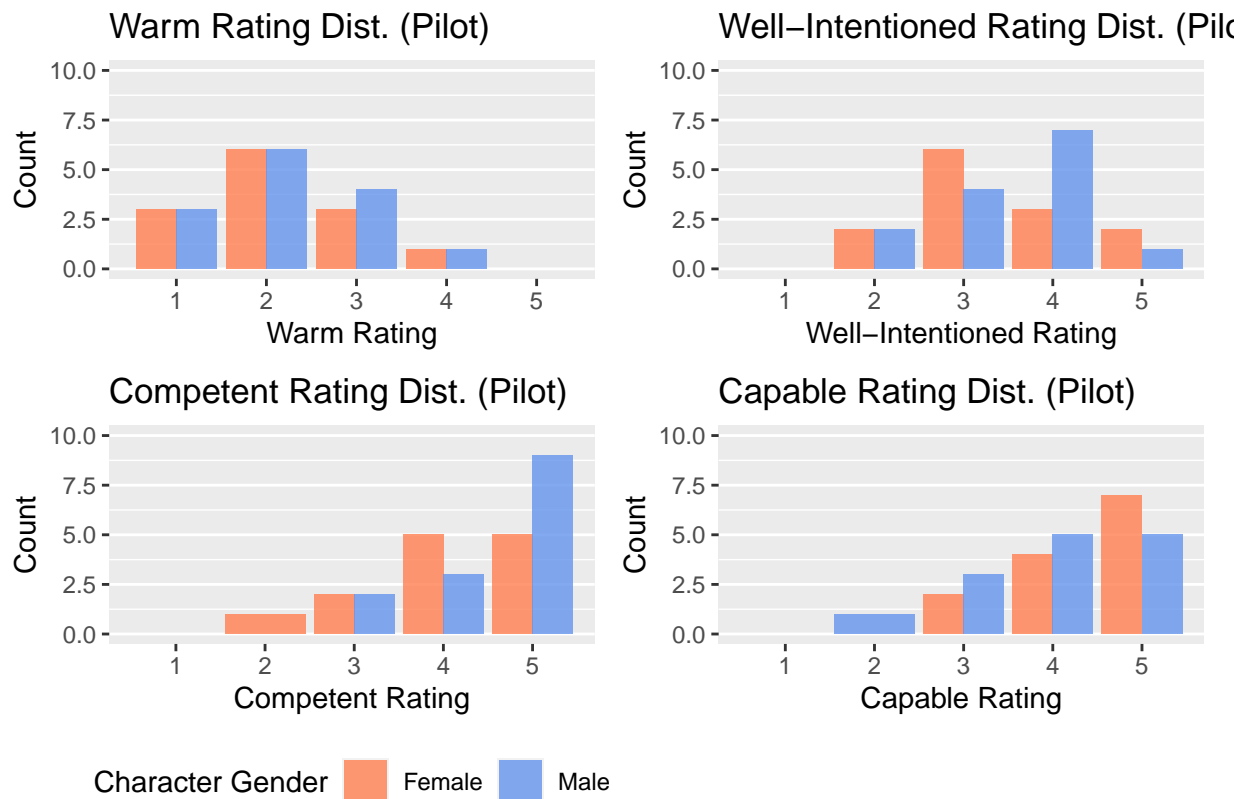 Warm Rating Dist. (Pilot)
10.0
7.5
5.0
2.5
0.0
Count
1 2 3 4 5
Warm Rating
Well−Intentioned Rating Dist. (Pilo
10.0
7.5
5.0
2.5
0.0
Count
1 2 3 4 5
Well−Intentioned Rating
Competent Rating Dist. (Pilot)
10.0
7.5
5.0
2.5
0.0
Count
1 2 3 4 5
Competent Rating
Capable Rating Dist. (Pilot)
10.0
7.5
5.0
2.5
0.0
Count
1 2 3 4 5
Capable Rating
Character Gender Female Male